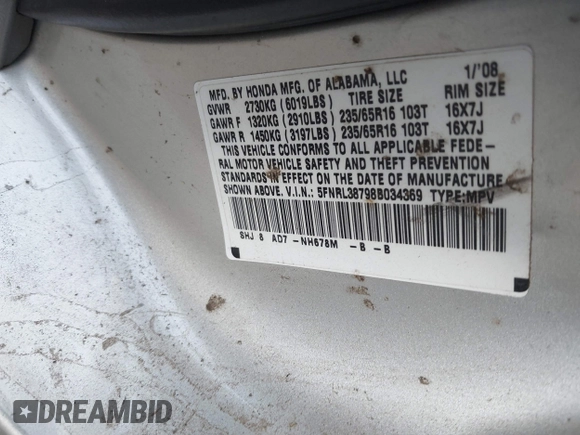 MFD. BY HONDA MFG. OF ALABAMA, LLC 1/'08
GVWR 2730KG (6019LBS) TIRE SIZE RIM SIZE
GAWR F 1320KG (2910LBS) 235/65R16 103T 16X7J
GAWR R 1450KG (3197LBS) 235/65R16 103T 16X7J
THIS VEHICLE CONFORMS TO ALL APPLICABLE FEDE-
RAL MOTOR VEHICLE SAFETY AND THEFT PREVENTION
STANDARDS IN EFFECT ON THE DATE OF MANUFACTURE
SHOWN ABOVE. V.I.N.: 5FNRL38798B034369 TYPE:MPV
SHJ 8 AD7 -NH678M -B -B
DREAMBID